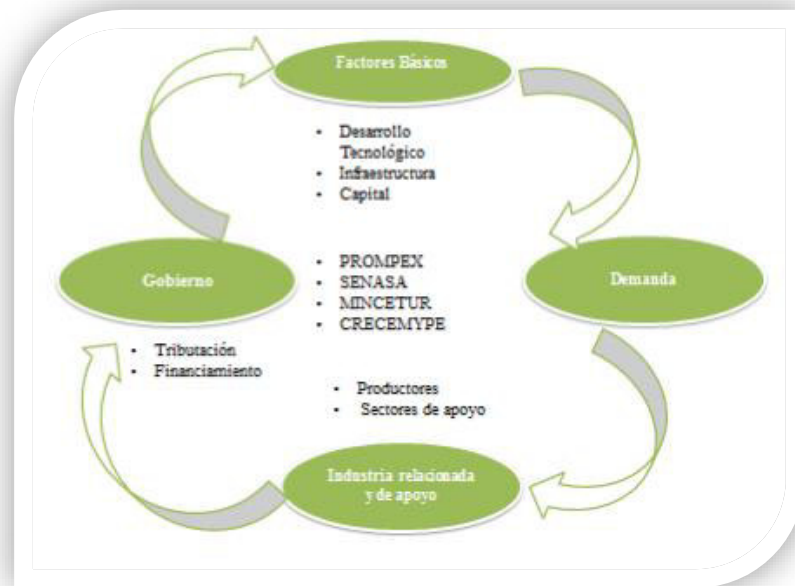 Factores Básicos
• Desarrollo
Tecnológico
• Infraestructura
• Capital
Gobierno
• PROMPEX
• SENASA
• MINCETUR
• CRECEMYPE
Demanda
• Tributación
• Financiamiento
• Productores
• Sectores de apoyo
Industria relacionada
y de apoyo